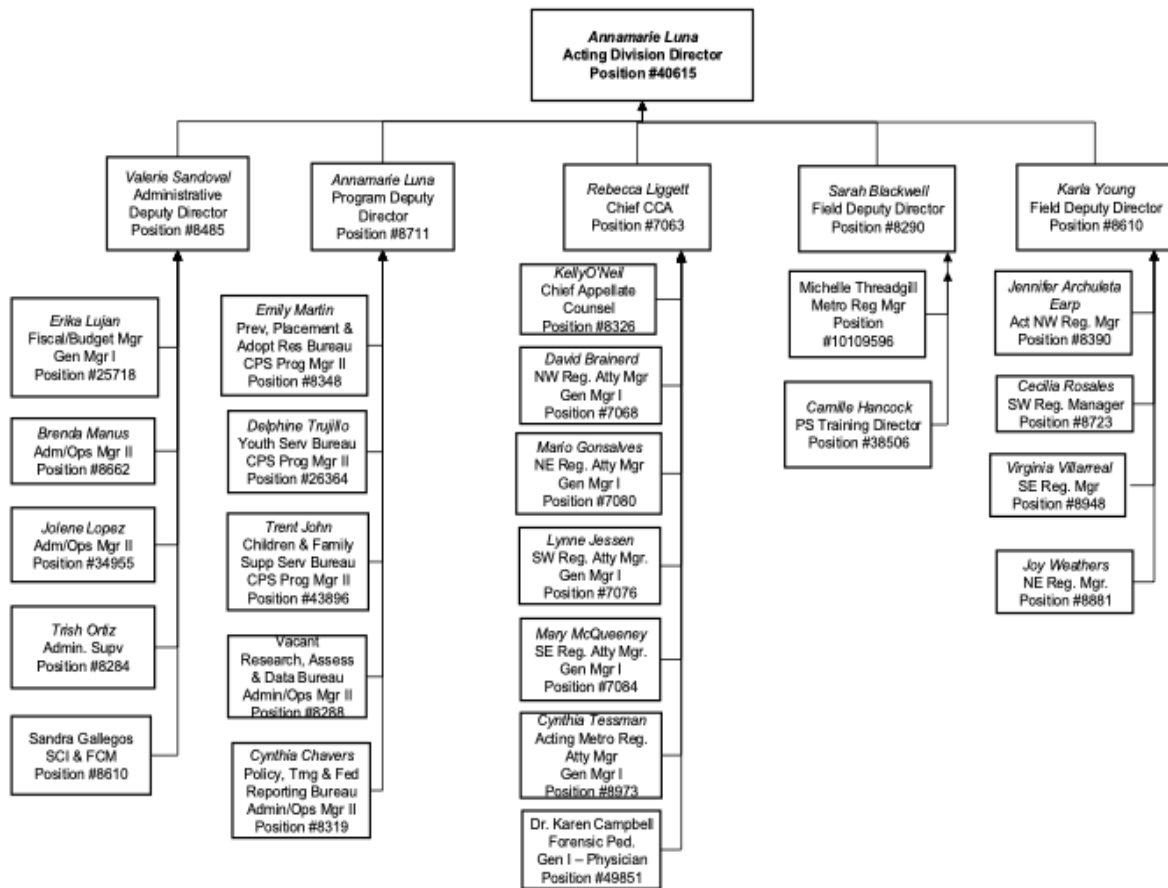 Annamarie Luna
Acting Division Director
Position #40615
Valerie Sandoval
Administrative
Deputy Director
Position #8485
Annamarie Luna
Program Deputy
Director
Position #8711
Rebecca Liggett
Chief CCA
Position #7063
Sarah Blackwell
Field Deputy Director
Position #8290
Karla Young
Field Deputy Director
Position #8610
Erika Lujan
Fiscal/Budget Mgr
Gen Mgr I
Position #25718
Brenda Manus
Adm/Ops Mgr II
Position #8662
Jolene Lopez
Adm/Ops Mgr II
Position #34955
Trish Ortiz
Admin. Supv
Position #8284
Sandra Gallegos
SCI & FCM
Position #8610
Emily Martin
Prev, Placement &
Adopt Res Bureau
CPS Prog Mgr II
Position #8348
Delphine Trujillo
Youth Serv Bureau
CPS Prog Mgr II
Position #26364
Trent John
Children & Family
Supp Serv Bureau
CPS Prog Mgr II
Position #43896
Vacant
Research, Assess
& Data Bureau
Admin/Ops Mgr II
Position #8288
Cynthia Chavers
Policy, Trng & Fed
Reporting Bureau
Admin/Ops Mgr II
Position #8319
KellyO'Neil
Chief Appellate
Counsel
Position #8326
David Brainerd
NW Reg. Atty Mgr
Gen Mgr I
Position #7068
Mario Gonsalves
NE Reg. Atty Mgr
Gen Mgr I
Position #7080
Lynne Jessen
SW Reg. Atty Mgr.
Gen Mgr I
Position #7076
Mary McQueeney
SE Reg. Atty Mgr.
Gen Mgr I
Position #7084
Cynthia Tessman
Acting Metro Reg.
Atty Mgr
Gen Mgr I
Position #8973
Dr. Karen Campbell
Forensic Ped.
Gen I – Physician
Position #49851
Michelle Threadgill
Metro Reg Mgr
Position
#10109596
Camille Hancock
PS Training Director
Position #38506
Jennifer Archuleta
Earp
Act NW Reg. Mgr
Position #8390
Cecilia Rosales
SW Reg. Manager
Position #8723
Virginia Villarreal
SE Reg. Mgr
Position #8948
Joy Weathers
NE Reg. Mgr.
Position #8881